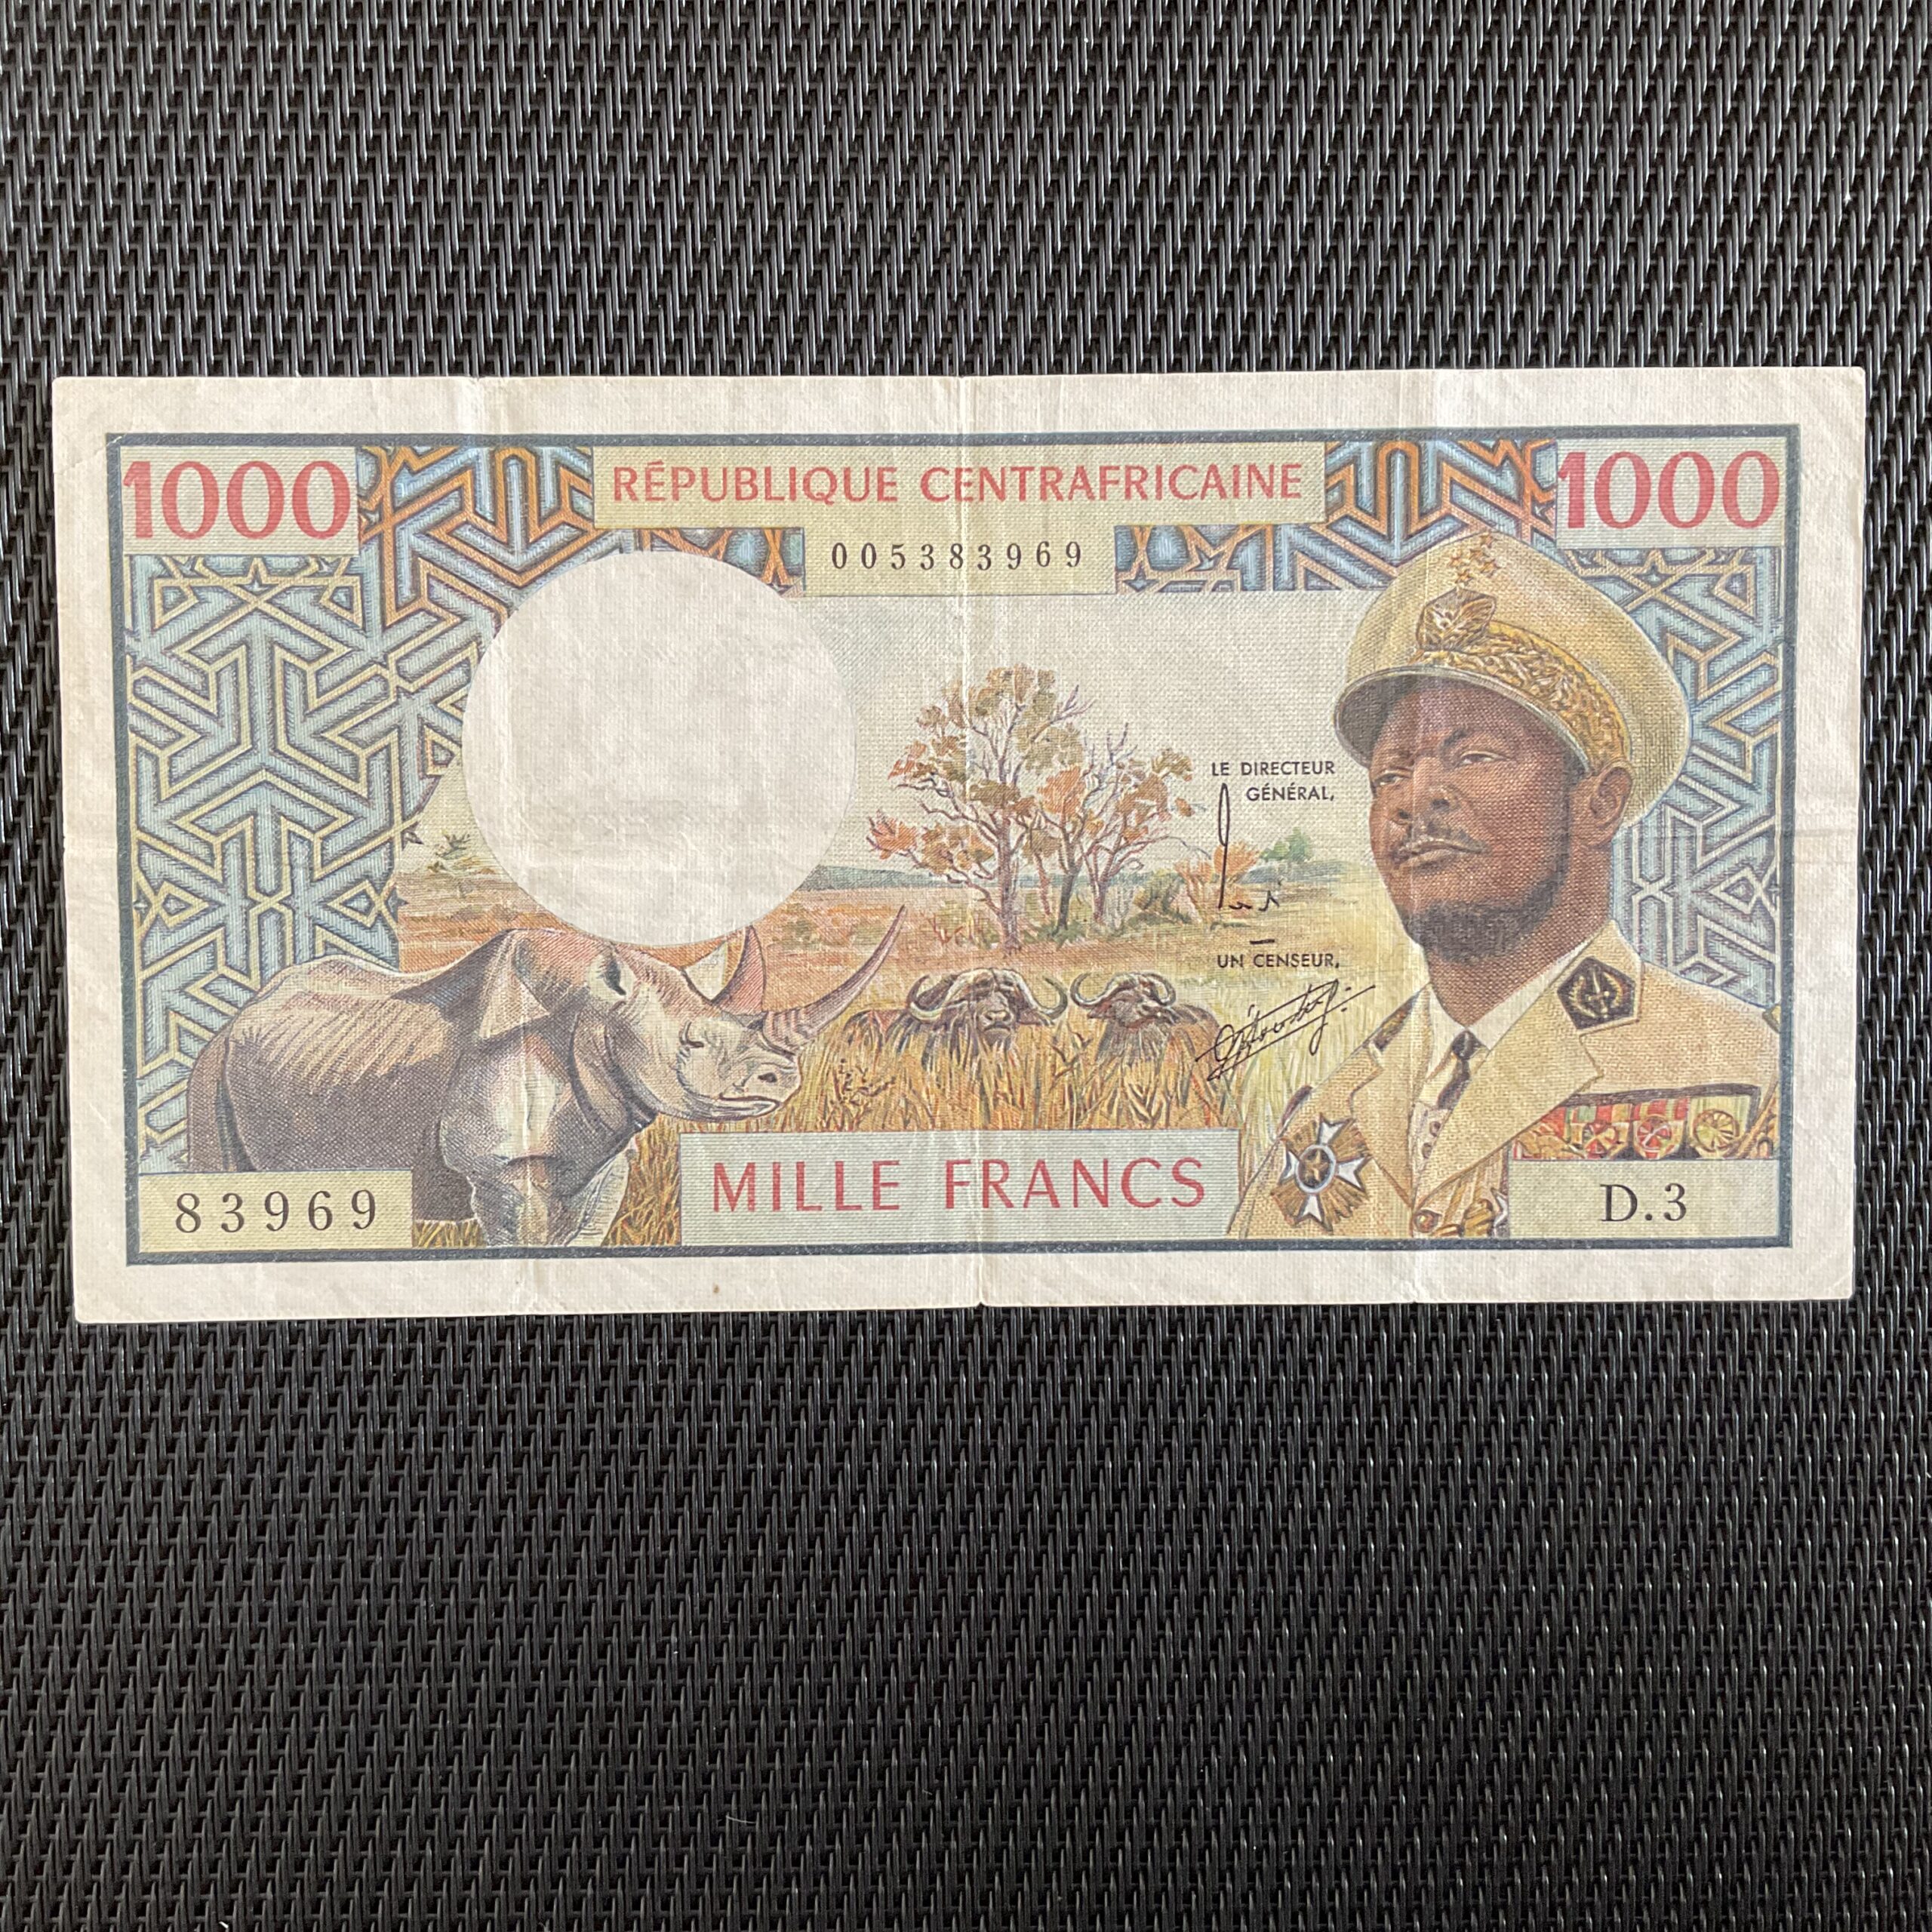 1000
RÉPUBLIQUE CENTRAFRICAINE
1000
005383969
LE DIRECTEUR
GÉNÉRAL,
UN CENSEUR,
MILLE FRANCS
83969
D.3